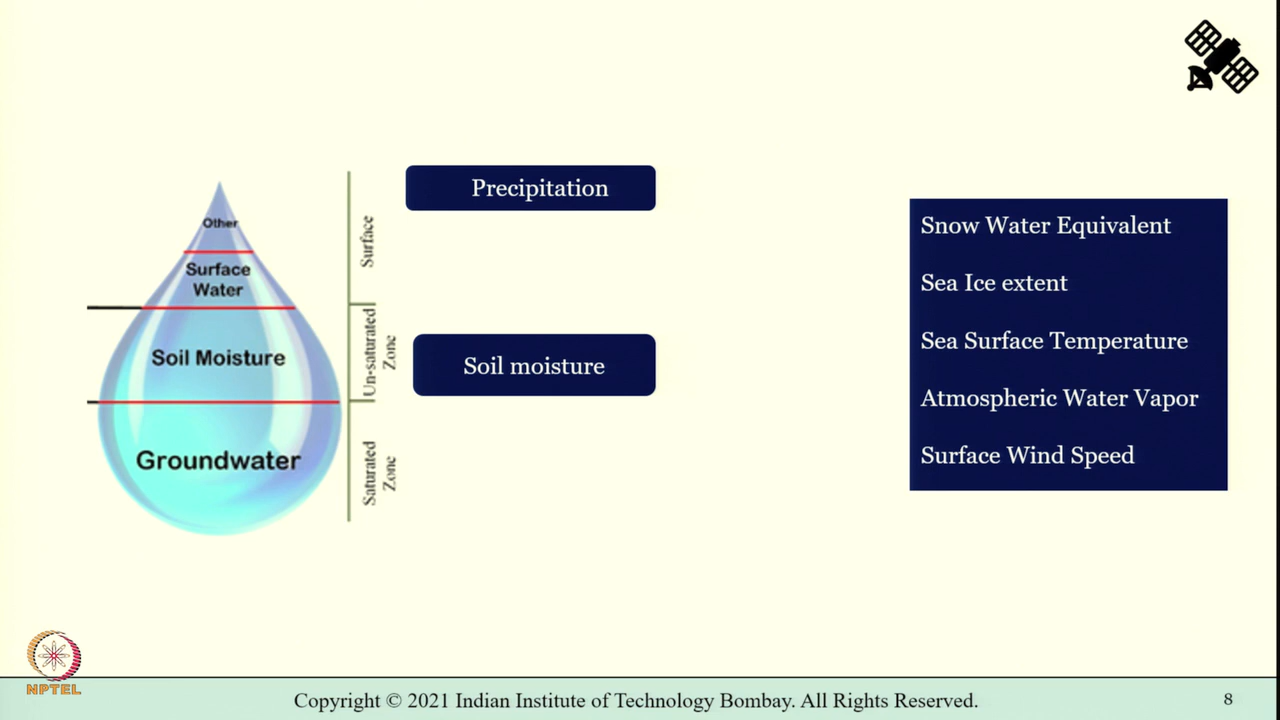 Other
Surface
Water
Soil Moisture
Groundwater
Surface
Un-saturated
Zone
Saturated
Zone
Precipitation
Soil moisture
Snow Water Equivalent
Sea Ice extent
Sea Surface Temperature
Atmospheric Water Vapor
Surface Wind Speed
NPTEL
Copyright © 2021 Indian Institute of Technology Bombay. All Rights Reserved.
8